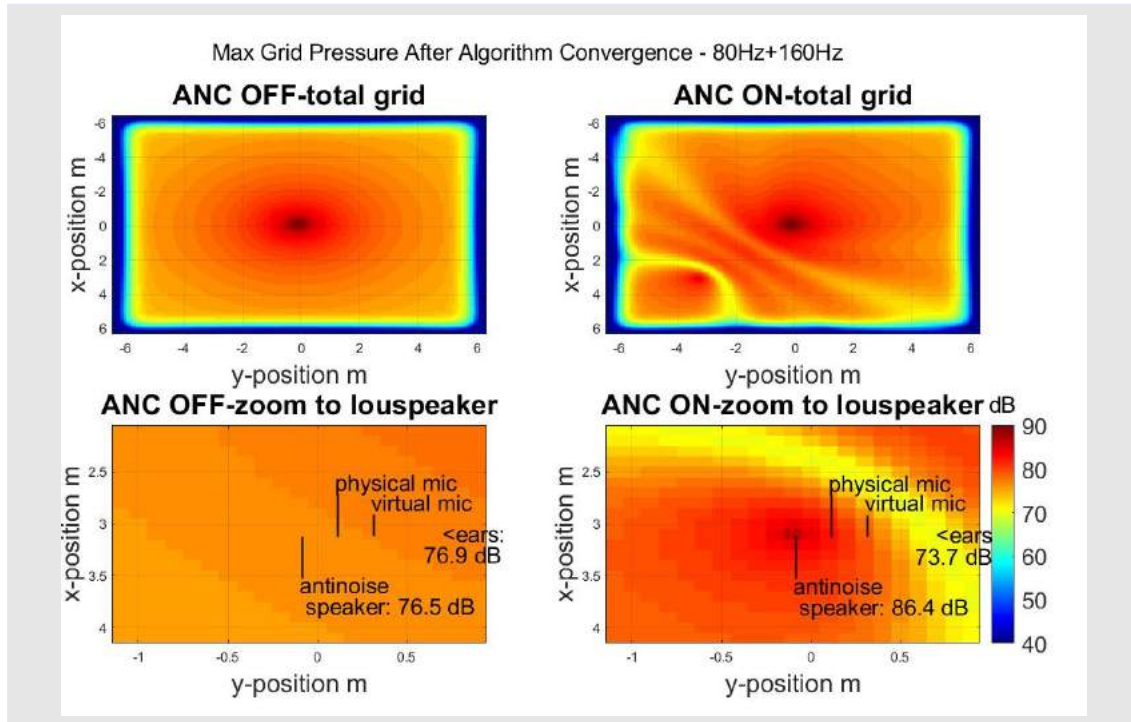 Max Grid Pressure After Algorithm Convergence - 80Hz+160Hz
ANC OFF-total grid
x-position m
-6
-4
-2
0
2
4
6
-6 -4 -2 0 2 4 6
y-position m
ANC ON-total grid
x-position m
-6
-4
-2
0
2
4
6
-6 -4 -2 0 2 4 6
y-position m
ANC OFF-zoom to louspeaker
x-position m
2.5
3
3.5
4
physical mic
virtual mic
<ears:
76.9 dB
antinoise
speaker: 76.5 dB
-1 -0.5 0 0.5
y-position m
ANC ON-zoom to louspeaker
x-position m
2.5
3
3.5
4
physical mic
virtual mic
<ears
73.7 dB
antinoise
speaker: 86.4 dB
-1 -0.5 0 0.5
y-position m
dB
90
80
70
60
50
40